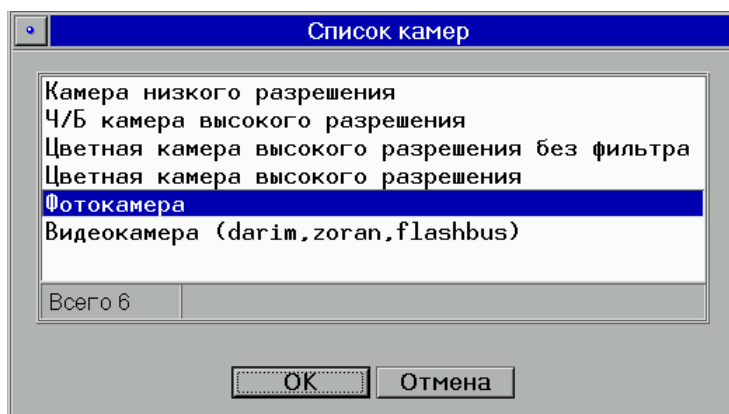 Список камер
Камера низкого разрешения
Ч/Б камера высокого разрешения
Цветная камера высокого разрешения без фильтра
Цветная камера высокого разрешения
Фотокамера
Видеокамера (darim,zoran,flashbus)
Всего 6
OK Отмена